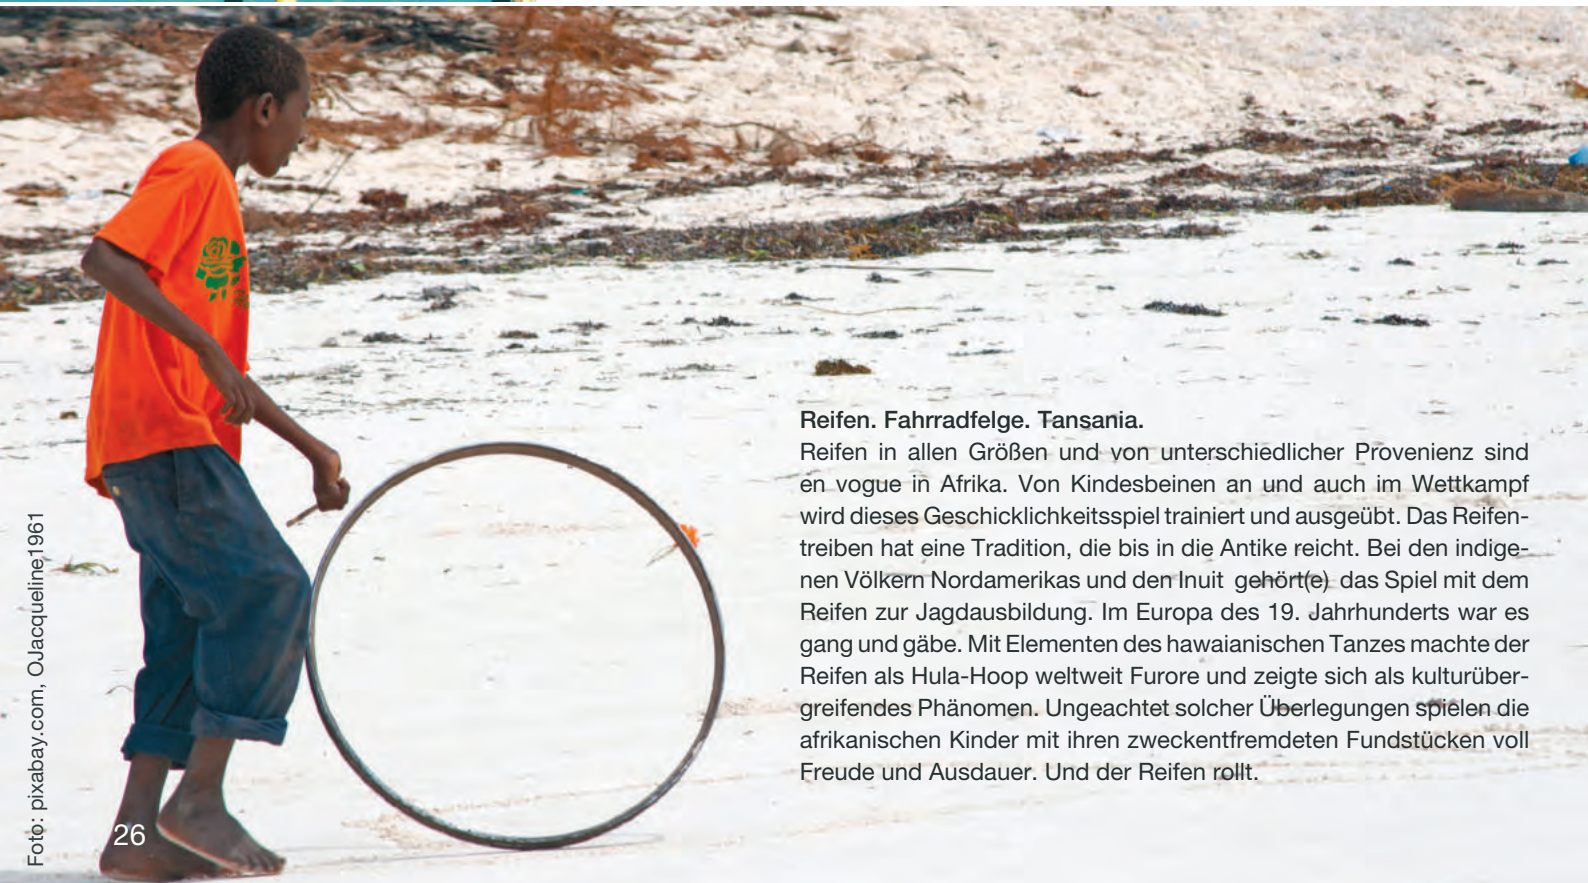 Reifen. Fahrradfelge. Tansania.
Reifen in allen Größen und von unterschiedlicher Provenienz sind
en vogue in Afrika. Von Kindesbeinen an und auch im Wettkampf
wird dieses Geschicklichkeitsspiel trainiert und ausgeübt. Das Reifen-
treiben hat eine Tradition, die bis in die Antike reicht. Bei den indige-
nen Völkern Nordamerikas und den Inuit gehört(e) das Spiel mit dem
Reifen zur Jagdausbildung. Im Europa des 19. Jahrhunderts war es
gang und gäbe. Mit Elementen des hawaianischen Tanzes machte der
Reifen als Hula-Hoop weltweit Furore und zeigte sich als kulturüber-
greifendes Phänomen. Ungeachtet solcher Überlegungen spielen die
afrikanischen Kinder mit ihren zweckentfremdeten Fundstücken voll
Freude und Ausdauer. Und der Reifen rollt.
Foto: pixabay.com, OJacqueline1961
26